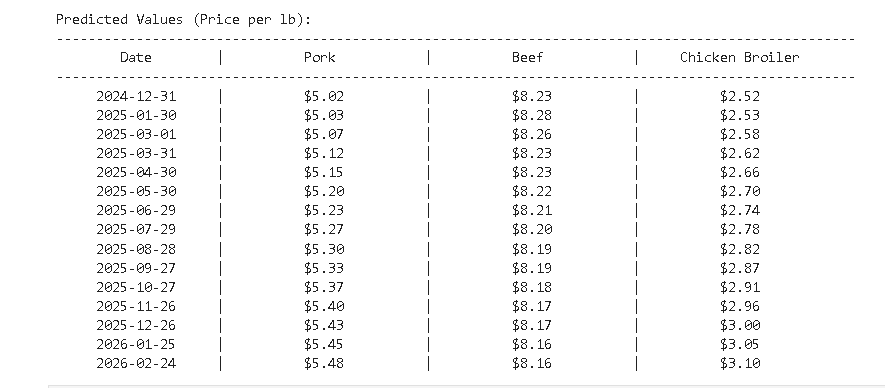 Predicted Values (Price per lb):
--------------------------------------------------------------------------------------------------------
Date | Pork | Beef | Chicken Broiler
--------------------------------------------------------------------------------------------------------
2024-12-31 | $5.02 | $8.23 | $2.52
2025-01-30 | $5.03 | $8.28 | $2.53
2025-03-01 | $5.07 | $8.26 | $2.58
2025-03-31 | $5.12 | $8.23 | $2.62
2025-04-30 | $5.15 | $8.23 | $2.66
2025-05-30 | $5.20 | $8.22 | $2.70
2025-06-29 | $5.23 | $8.21 | $2.74
2025-07-29 | $5.27 | $8.20 | $2.78
2025-08-28 | $5.30 | $8.19 | $2.82
2025-09-27 | $5.33 | $8.19 | $2.87
2025-10-27 | $5.37 | $8.18 | $2.91
2025-11-26 | $5.40 | $8.17 | $2.96
2025-12-26 | $5.43 | $8.17 | $3.00
2026-01-25 | $5.45 | $8.16 | $3.05
2026-02-24 | $5.48 | $8.16 | $3.10